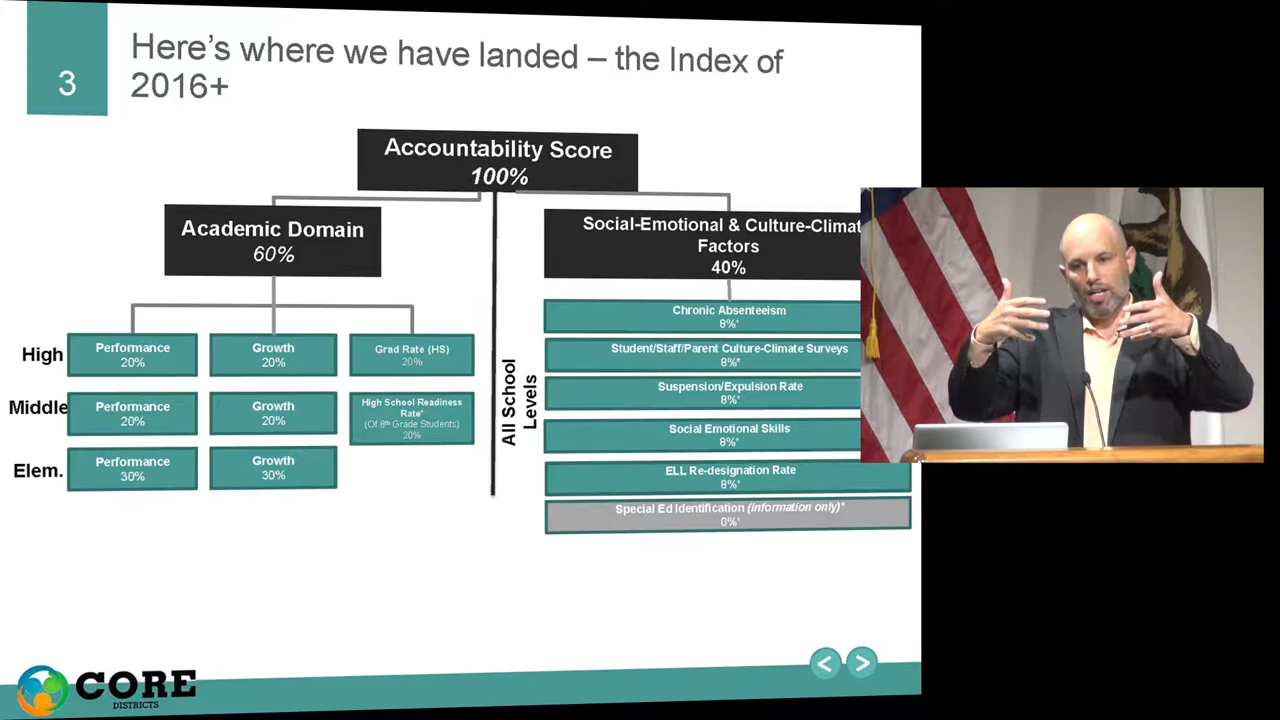 3
Here's where we have landed – the Index of
2016+
Accountability Score
100%
Academic Domain
60%
High
Performance
20%
Growth
20%
Grad Rate (HS)
20%
Middle
Performance
20%
Growth
20%
High School Readiness
Rate*
(Of 8th Grade Students)
20%
Elem.
Performance
30%
Growth
30%
All School
Levels
Social-Emotional & Culture-Climat
Factors
40%
Chronic Absenteeism
8%*
Student/Staff/Parent Culture-Climate Surveys
8%*
Suspension/Expulsion Rate
8%*
Social Emotional Skills
8%*
ELL Re-designation Rate
8%*
Special Ed Identification (information only)*
0%*
CORE
DISTRICTS
< >